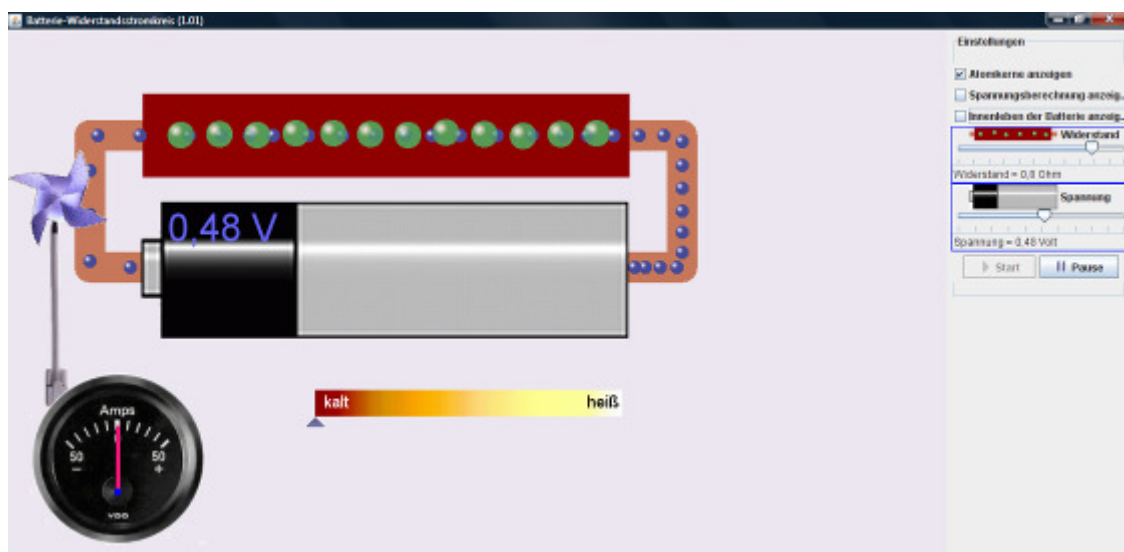 Batterie-Widerstandsstromkreis (1.01)
Einstellungen
Atomkerne anzeigen
Spannungsberechnung anzeig..
Innenleben der Batterie anzeig..
Widerstand
Widerstand = 0,8 Ohm
Spannung
Spannung = 0,48 Volt
Start
Pause
0,48 V
kalt
heiß
Amps
50
50
-
+
VDO